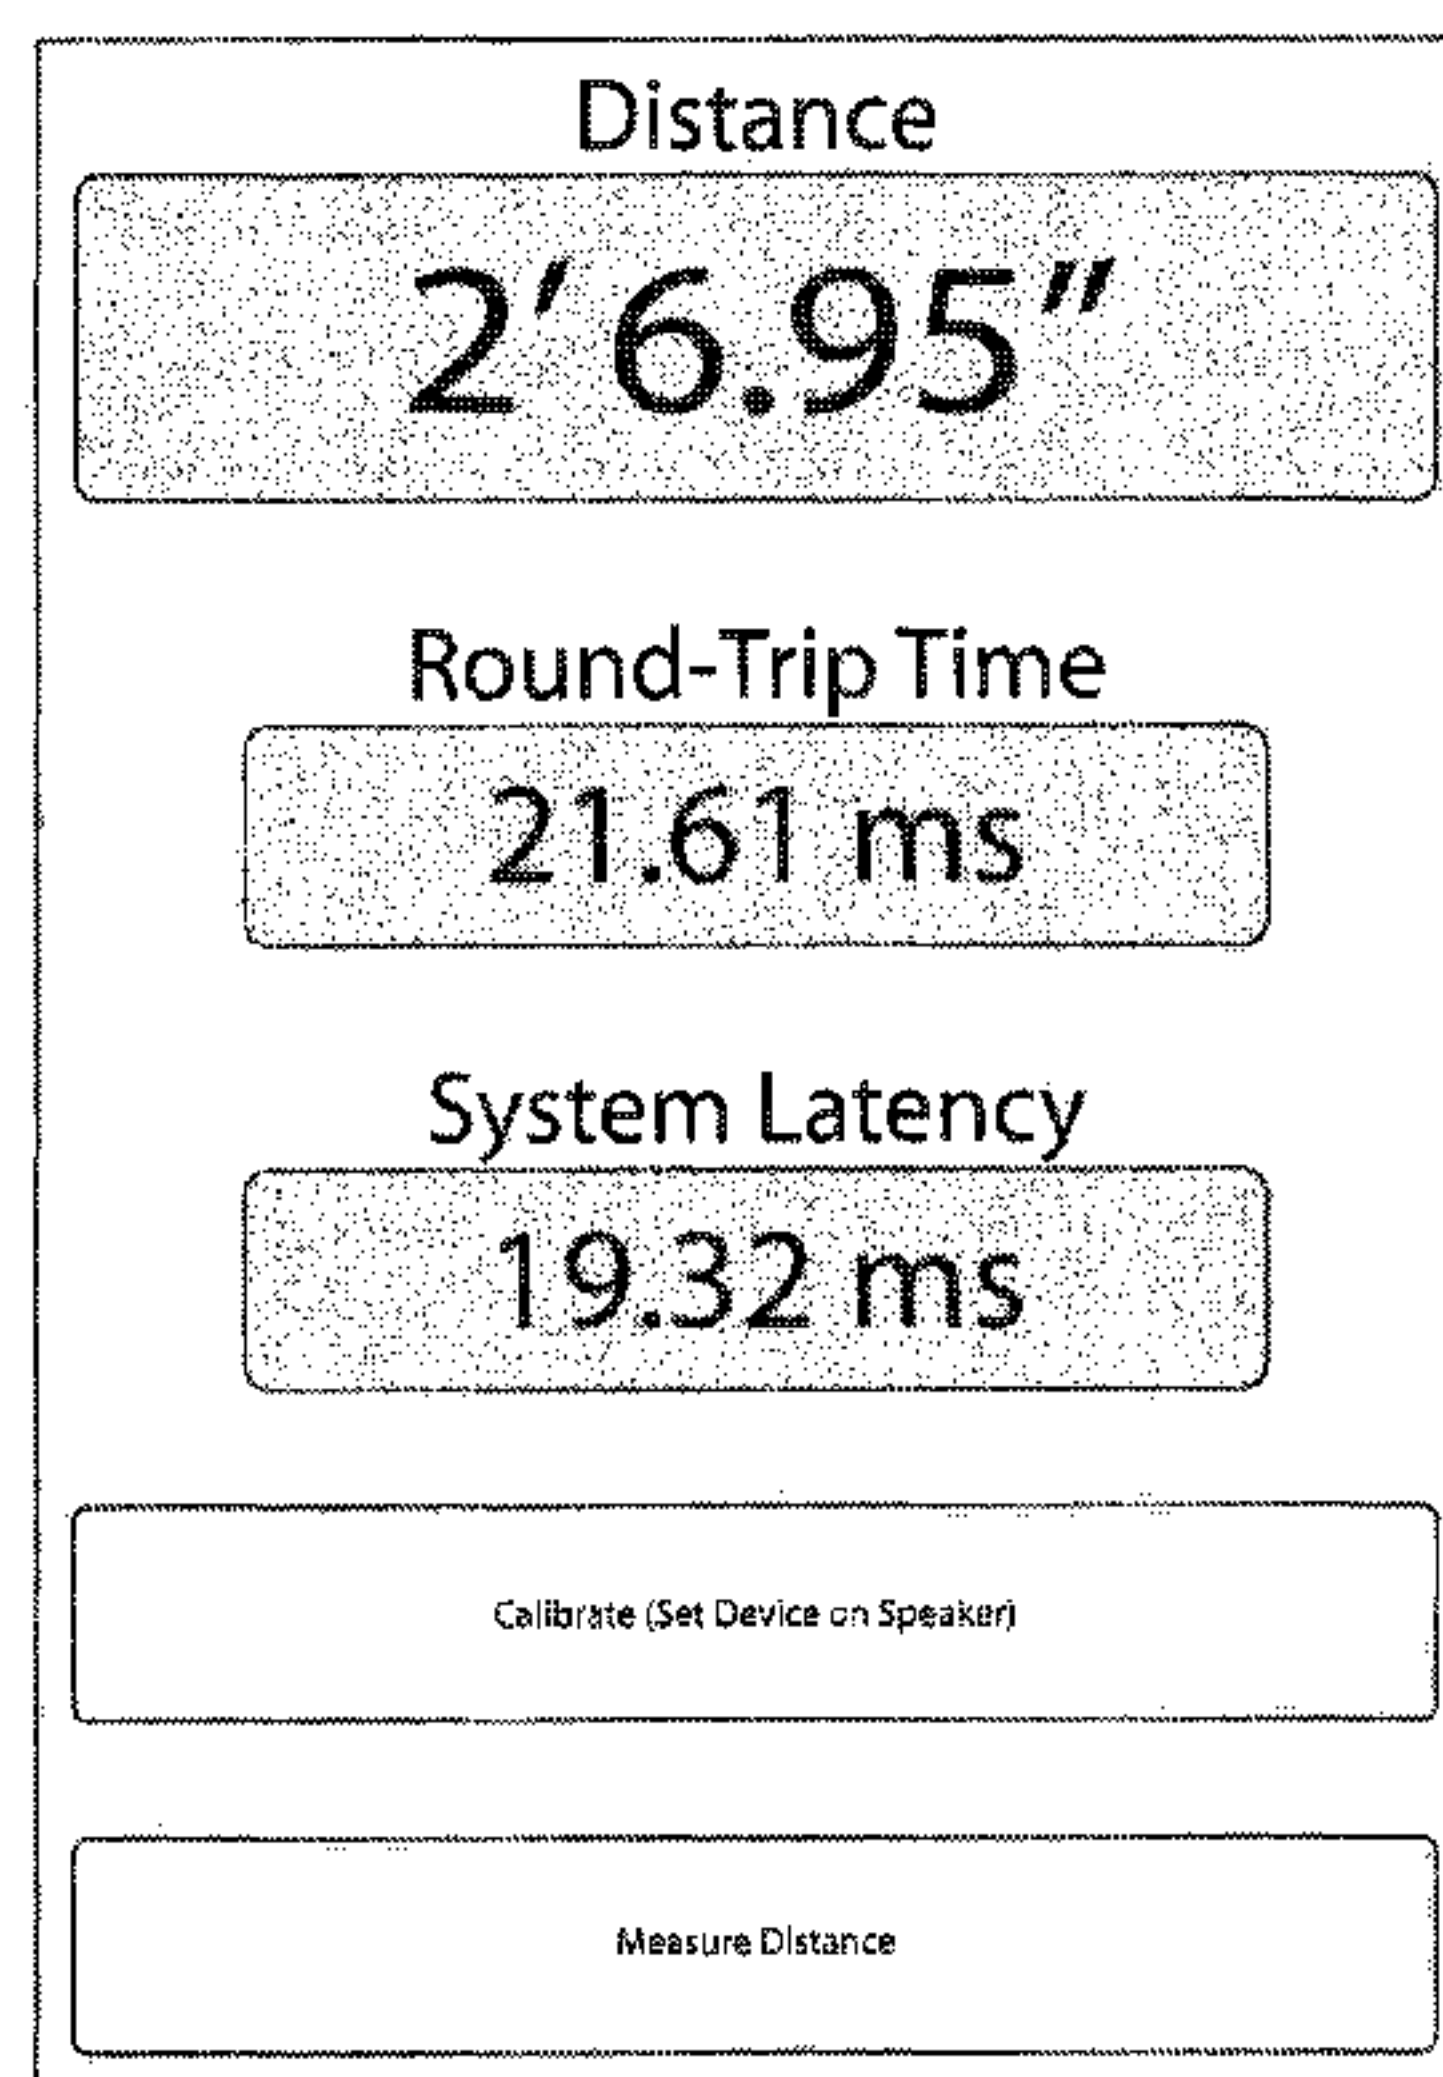 Distance
2' 6.95"
Round-Trip Time
21.61 ms
System Latency
19.32 ms
Calibrate (Set Device on Speaker)
Measure Distance